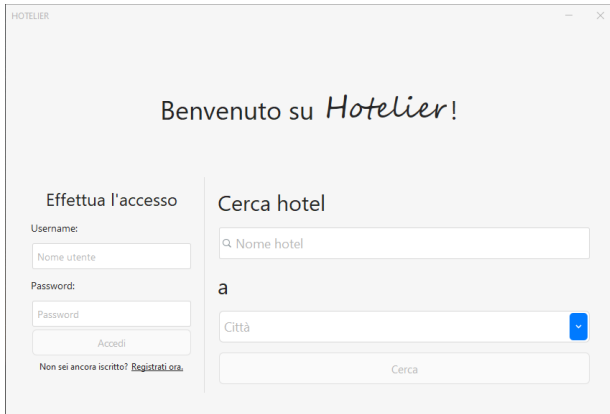 HOTELIER
Benvenuto su Hotelier!
Effettua l'accesso
Username:
Nome utente
Password:
Password
Accedi
Non sei ancora iscritto? Registrati ora.
Cerca hotel
Nome hotel
a
Città
Cerca